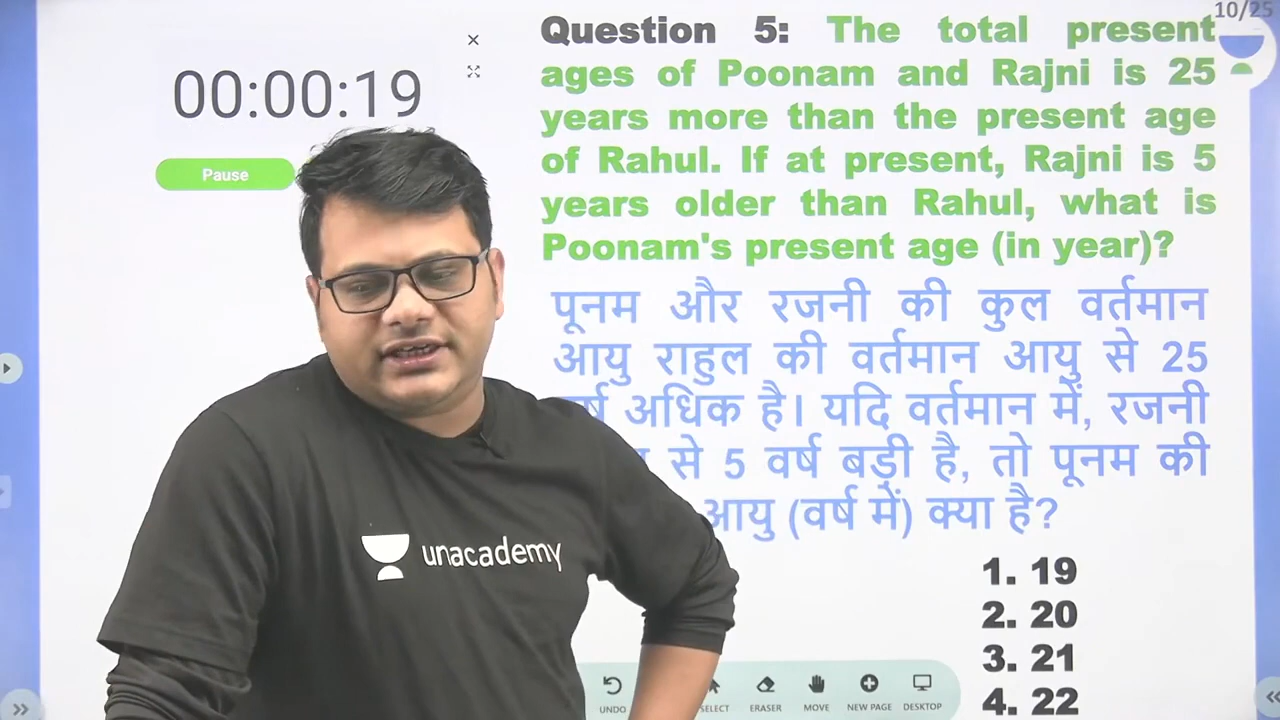 10/25
00:00:19
Pause
Question 5: The total present
ages of Poonam and Rajni is 25
years more than the present age
of Rahul. If at present, Rajni is 5
years older than Rahul, what is
Poonam's present age (in year)?
पूनम और रजनी की कुल वर्तमान
आयु राहुल की वर्तमान आयु से 25
अधिक है। यदि वर्तमान में, रजनी
से 5 वर्ष बड़ी है, तो पूनम की
आयु (वर्ष में) क्या है?
unacademy
1. 19
2. 20
3. 21
4. 22
UNDO
SELECT
ERASER
MOVE
NEW PAGE
DESKTOP